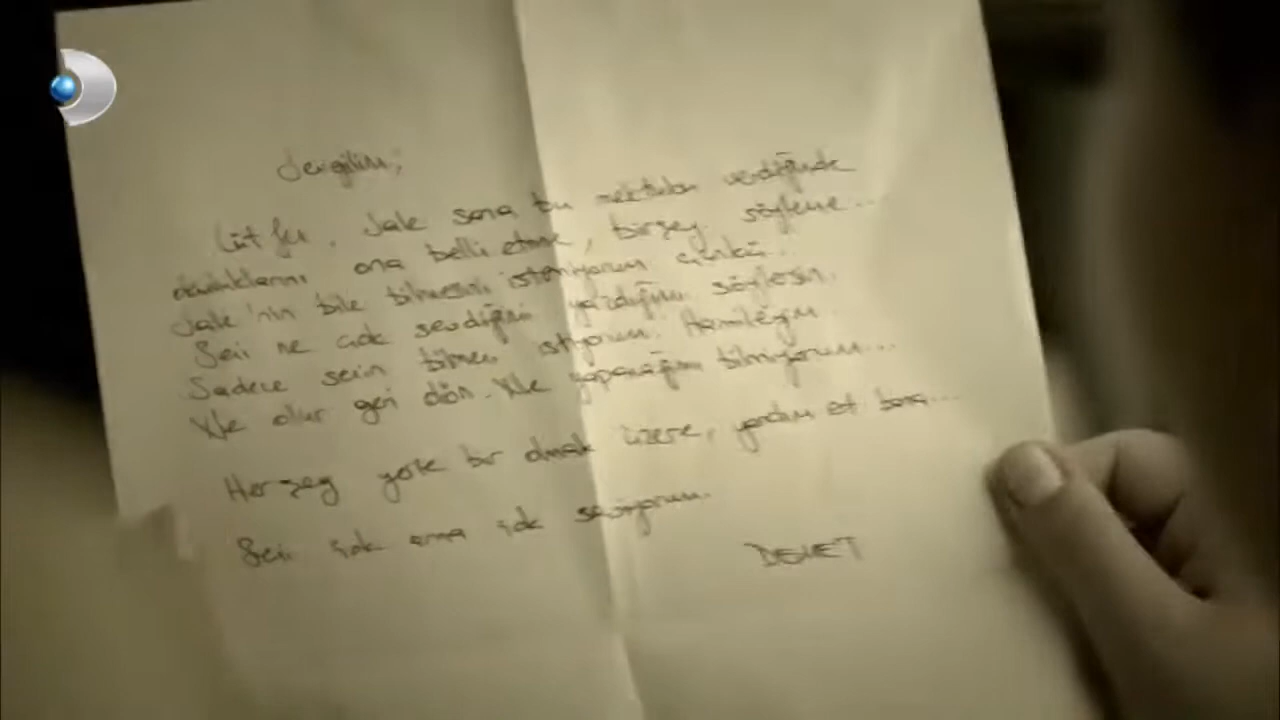 Sevgilim;
Lütfen, Jale sana bu mektubu verdiğinde
ona belli etme, birşey söyleme...
Jale'nin bile bilmesini istemiyorum çünkü..
Seni ne çok sevdiğimi yazdığımı söylesin.
Sadece senin bilmeni istiyorum. Hamileyim.
Ne olur geri dön. Ne yapacağımı bilmiyorum...
Herşey yok bir olmak üzere, yardım et bana...
Seni çok ama çok seviyorum.
DEMET